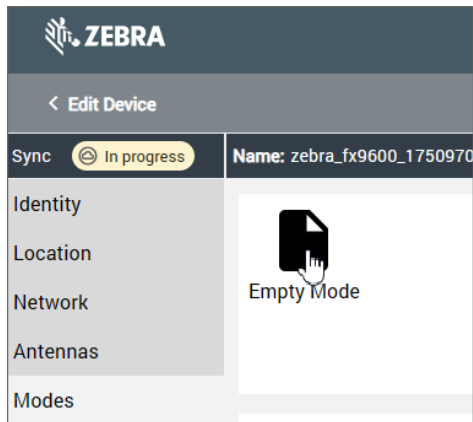 ZEBRA
< Edit Device
Sync In progress Name: zebra_fx9600_1750970
Identity
Location
Network
Antennas
Modes
Empty Mode